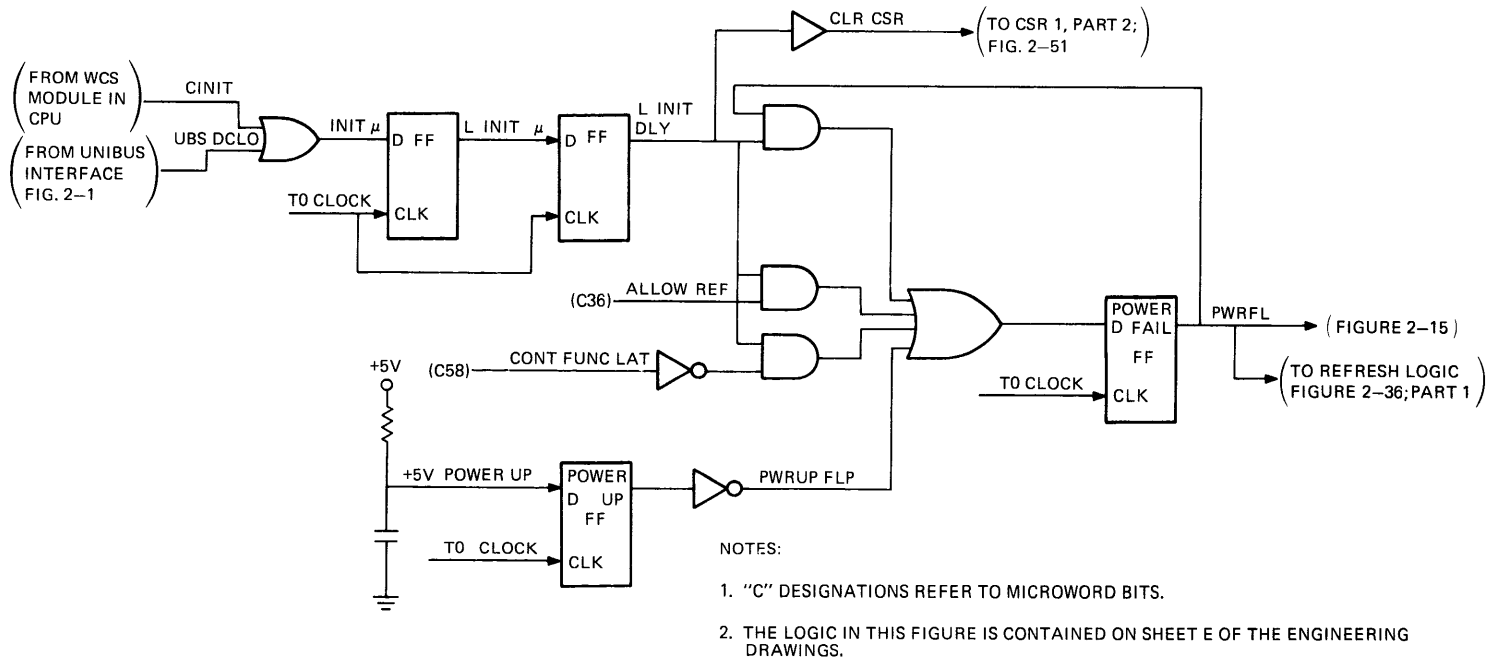 CLR CSR
(TO CSR 1, PART 2;
FIG. 2–51)
(FROM WCS
MODULE IN
CPU)
CINIT
UBS DCLO
(FROM UNIBUS
INTERFACE
FIG. 2–1)
INIT μ
D FF
CLK
T0 CLOCK
L INIT μ
D FF
CLK
L INIT
DLY
(C36)
ALLOW REF
(C58)
CONT FUNC LAT
+5V
+5V POWER UP
POWER
D UP
FF
CLK
T0 CLOCK
PWRUP FLP
POWER
D FAIL
FF
CLK
T0 CLOCK
PWRFL
(FIGURE 2–15)
(TO REFRESH LOGIC
FIGURE 2–36; PART 1)
NOTES:
1. "C" DESIGNATIONS REFER TO MICROWORD BITS.
2. THE LOGIC IN THIS FIGURE IS CONTAINED ON SHEET E OF THE ENGINEERING
DRAWINGS.